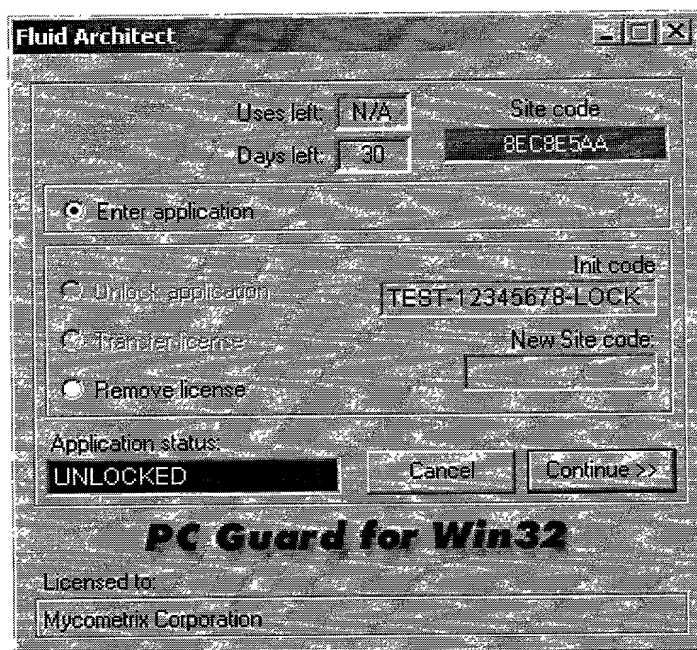 Fluid Architect
Uses left: N/A
Site code
Days left: 30
8EC8E5AA
Enter application
Init code
Unlock application
TEST-12345678-LOCK
Transfer license
New Site code:
Remove license
Application status:
UNLOCKED
Cancel
Continue >>
PC Guard for Win32
Licensed to:
Mycometrix Corporation